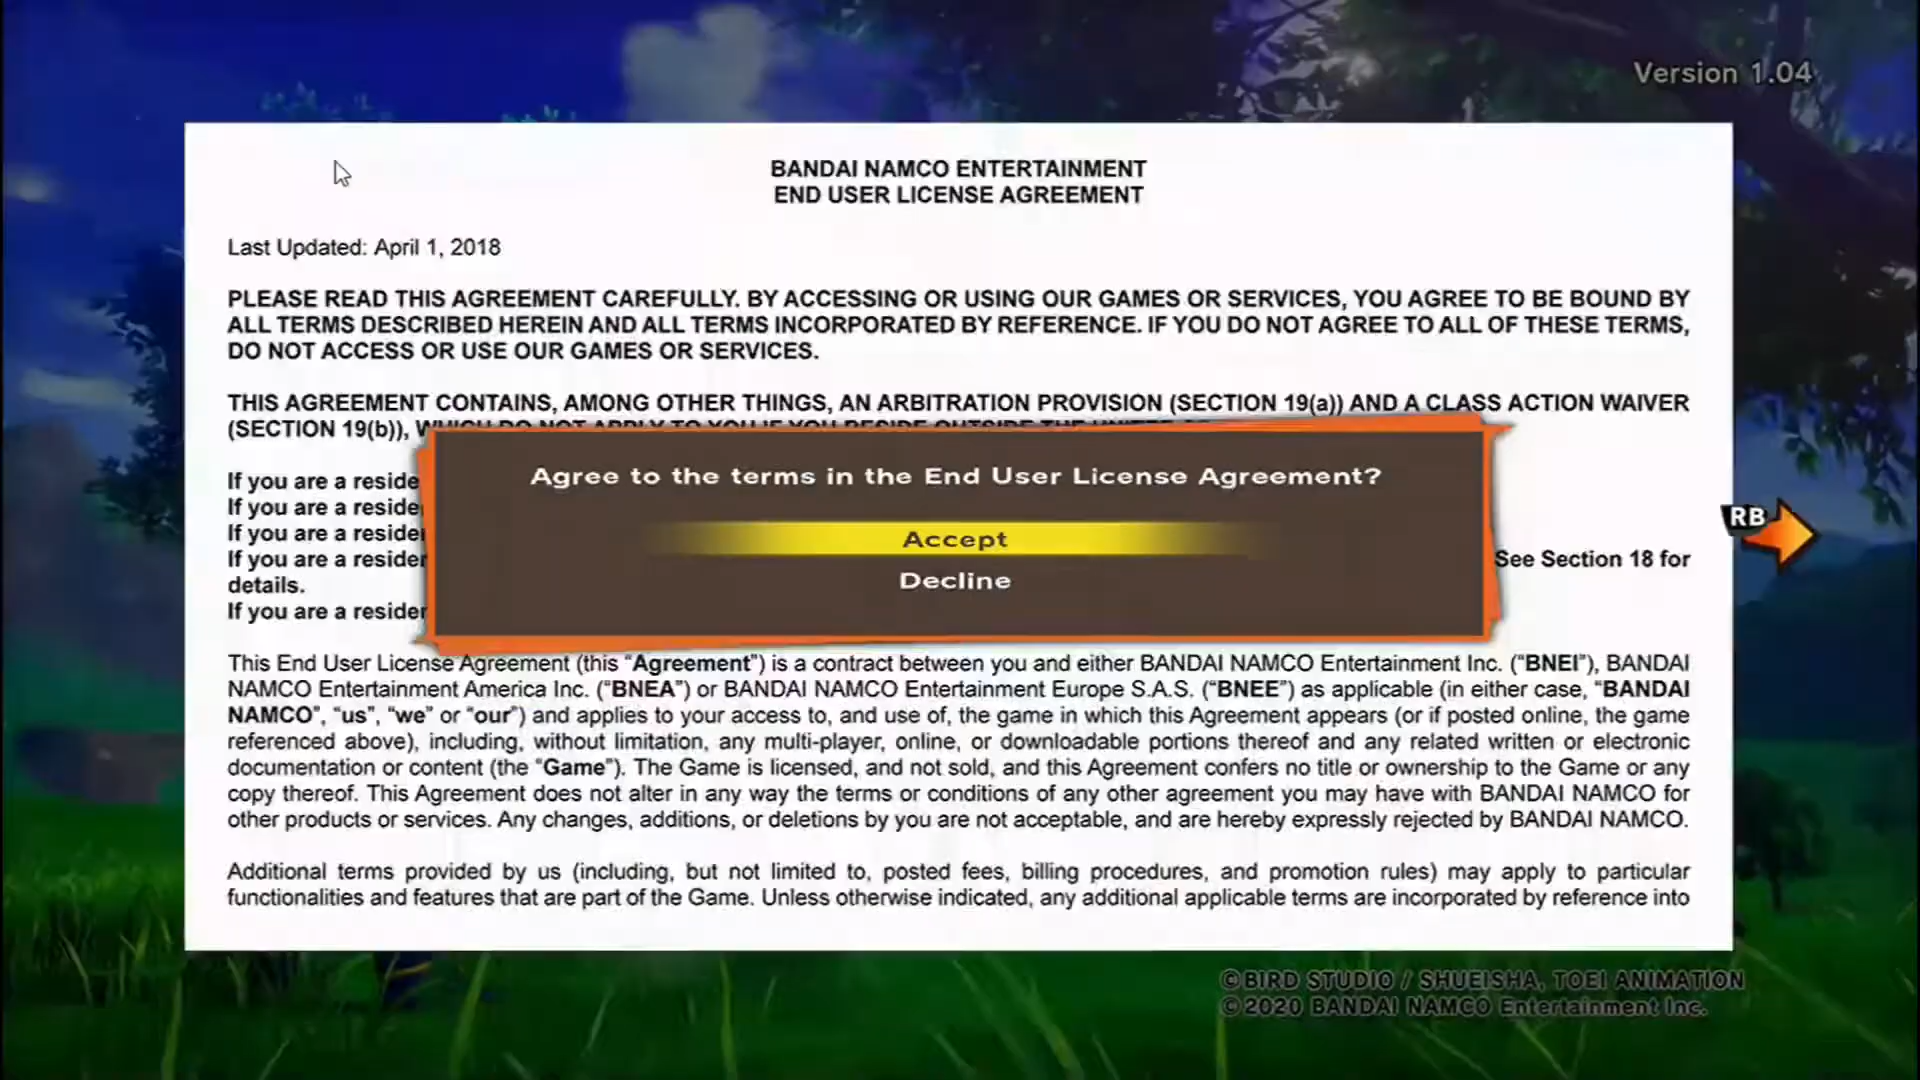 Version 1.04
BANDAI NAMCO ENTERTAINMENT
END USER LICENSE AGREEMENT
Last Updated: April 1, 2018
PLEASE READ THIS AGREEMENT CAREFULLY. BY ACCESSING OR USING OUR GAMES OR SERVICES, YOU AGREE TO BE BOUND BY
ALL TERMS DESCRIBED HEREIN AND ALL TERMS INCORPORATED BY REFERENCE. IF YOU DO NOT AGREE TO ALL OF THESE TERMS,
DO NOT ACCESS OR USE OUR GAMES OR SERVICES.
THIS AGREEMENT CONTAINS, AMONG OTHER THINGS, AN ARBITRATION PROVISION (SECTION 19(a)) AND A CLASS ACTION WAIVER
(SECTION 19(b)), WHICH DO NOT APPLY TO YOU IF YOU RESIDE OUTSIDE THE
If you are a reside
If you are a reside
If you are a resider
If you are a resider See Section 18 for
details.
If you are a resider
Agree to the terms in the End User License Agreement?
Accept
Decline
RB
This End User License Agreement (this “Agreement”) is a contract between you and either BANDAI NAMCO Entertainment Inc. (“BNEI”), BANDAI
NAMCO Entertainment America Inc. (“BNEA”) or BANDAI NAMCO Entertainment Europe S.A.S. (“BNEE”) as applicable (in either case, “BANDAI
NAMCO”, “us”, “we” or “our”) and applies to your access to, and use of, the game in which this Agreement appears (or if posted online, the game
referenced above), including, without limitation, any multi-player, online, or downloadable portions thereof and any related written or electronic
documentation or content (the “Game”). The Game is licensed, and not sold, and this Agreement confers no title or ownership to the Game or any
copy thereof. This Agreement does not alter in any way the terms or conditions of any other agreement you may have with BANDAI NAMCO for
other products or services. Any changes, additions, or deletions by you are not acceptable, and are hereby expressly rejected by BANDAI NAMCO.
Additional terms provided by us (including, but not limited to, posted fees, billing procedures, and promotion rules) may apply to particular
functionalities and features that are part of the Game. Unless otherwise indicated, any additional applicable terms are incorporated by reference into
©BIRD STUDIO / SHUEISHA, TOEI ANIMATION
©2020 BANDAI NAMCO Entertainment Inc.